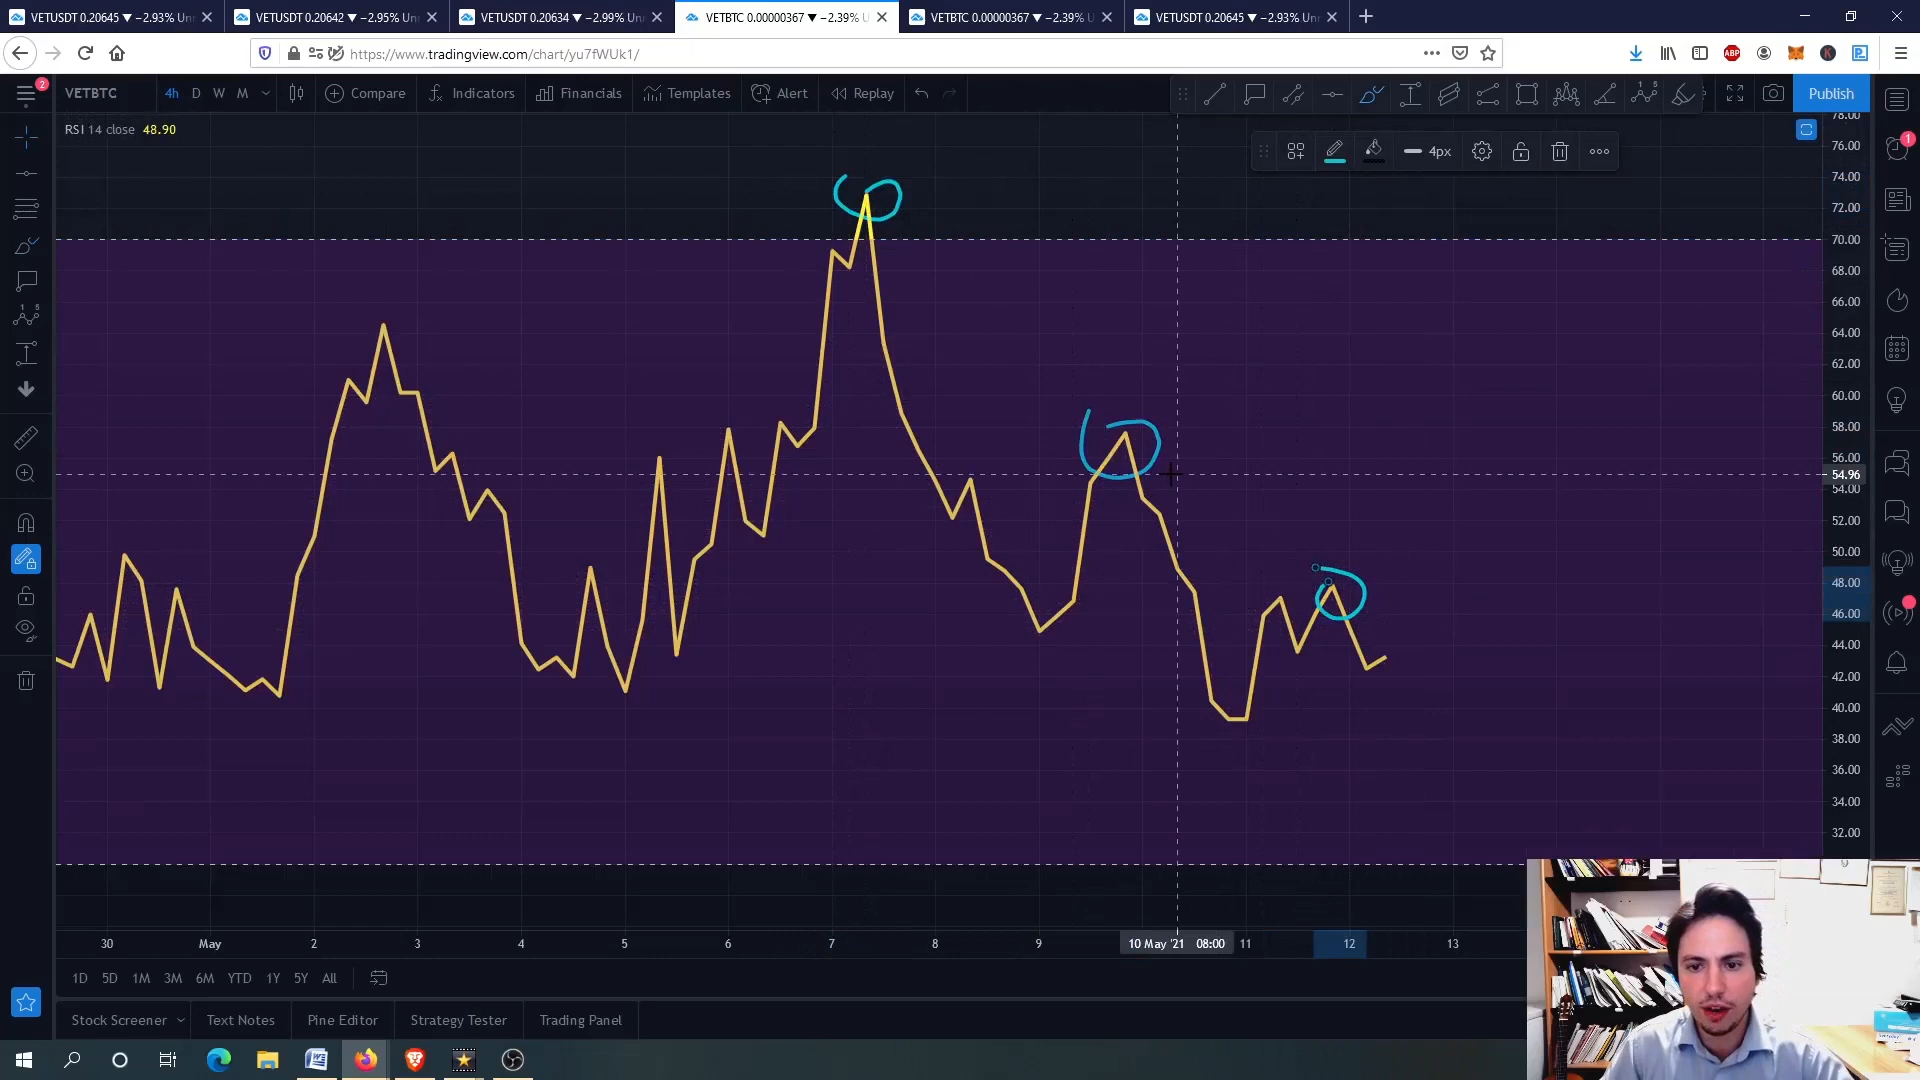 VETUSDT 0.20645 ▼ −2.93% Un
VETUSDT 0.20642 ▼ −2.95% Un
VETUSDT 0.20634 ▼ −2.99% Un
VETBTC 0.00000367 ▼ −2.39% U
VETBTC 0.00000367 ▼ −2.39% U
VETUSDT 0.20645 ▼ −2.93% Un
https://www.tradingview.com/chart/yu7fWUk1/
ABP
2
VETBTC 4h D W M Compare Indicators Financials Templates Alert Replay Publish
RSI 14 close 48.90
4px
1
78.00
76.00
74.00
72.00
70.00
68.00
66.00
64.00
62.00
60.00
58.00
56.00
54.96
54.00
52.00
50.00
48.00
46.00
44.00
42.00
40.00
38.00
36.00
34.00
32.00
30 May 2 3 4 5 6 7 8 9 10 May '21 08:00 11 12 13
1D 5D 1M 3M 6M YTD 1Y 5Y All
Stock Screener Text Notes Pine Editor Strategy Tester Trading Panel